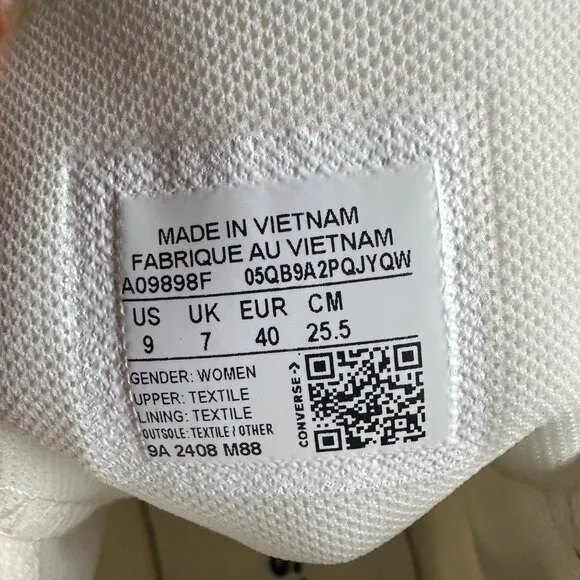 MADE IN VIETNAM
FABRIQUE AU VIETNAM
A09898F 05QB9A2PQJYQW
US UK EUR CM
9 7 40 25.5
GENDER: WOMEN
UPPER: TEXTILE
LINING: TEXTILE
OUTSOLE: TEXTILE / OTHER
9A 2408 M88
CONVERSE